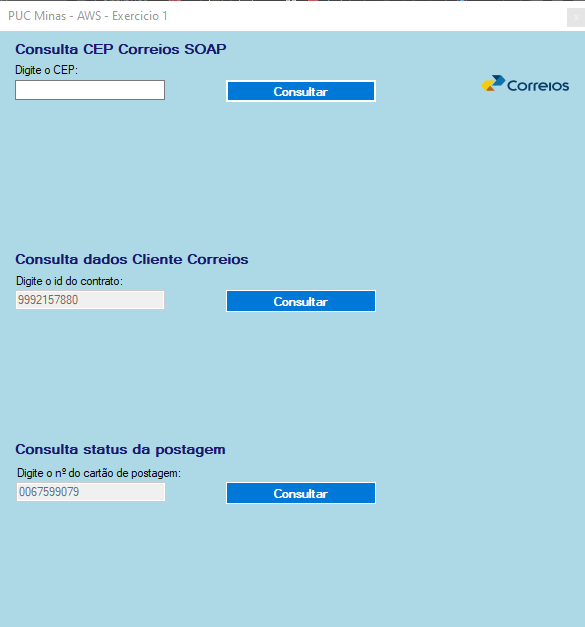 PUC Minas - AWS - Exercicio 1
Consulta CEP Correios SOAP
Digite o CEP:
Consultar
Correios
Consulta dados Cliente Correios
Digite o id do contrato:
9992157880
Consultar
Consulta status da postagem
Digite o nº do cartão de postagem:
0067599079
Consultar